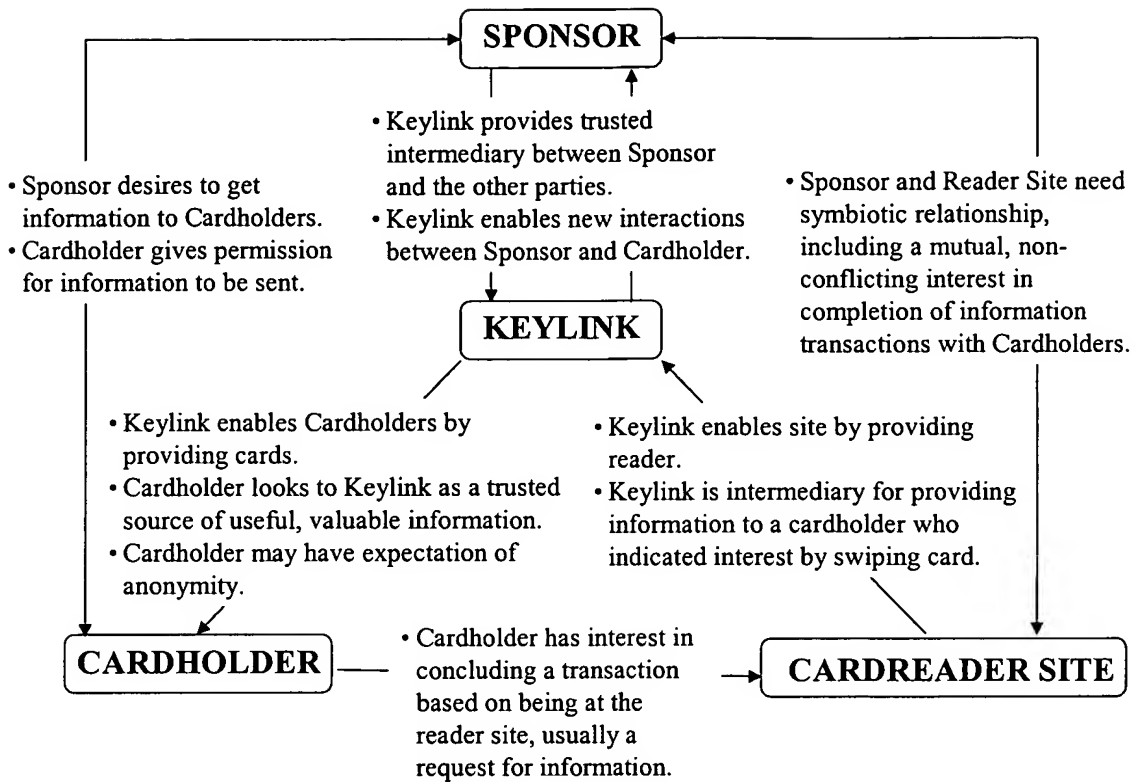 SPONSOR
• Keylink provides trusted
intermediary between Sponsor
and the other parties.
• Keylink enables new interactions
between Sponsor and Cardholder.
• Sponsor desires to get
information to Cardholders.
• Cardholder gives permission
for information to be sent.
• Sponsor and Reader Site need
symbiotic relationship,
including a mutual, non-
conflicting interest in
completion of information
transactions with Cardholders.
KEYLINK
• Keylink enables Cardholders by
providing cards.
• Cardholder looks to Keylink as a trusted
source of useful, valuable information.
• Cardholder may have expectation of
anonymity.
• Keylink enables site by providing
reader.
• Keylink is intermediary for providing
information to a cardholder who
indicated interest by swiping card.
CARDHOLDER
• Cardholder has interest in
concluding a transaction
based on being at the
reader site, usually a
request for information.
CARDREADER SITE